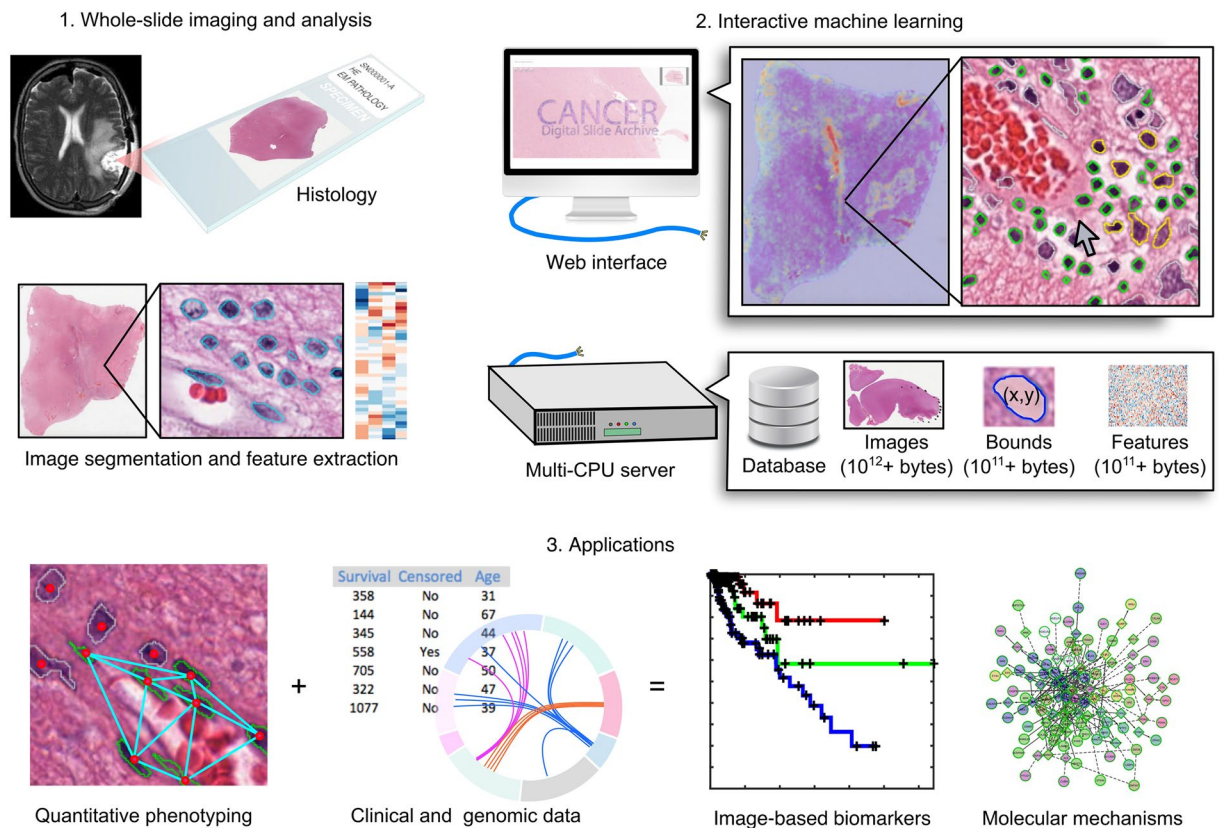 1. Whole-slide imaging and analysis
SN000001-A
HE
EM PATHOLOGY
SPECIMEN
Histology
Image segmentation and feature extraction
2. Interactive machine learning
CANCER
Digital Slide Archive
Web interface
Multi-CPU server
Database
Images
(10¹²+ bytes)
(x,y)
Bounds
(10¹¹+ bytes)
Features
(10¹¹+ bytes)
3. Applications
Quantitative phenotyping
+
Survival Censored Age
358 No 31
144 No 67
345 No 44
558 Yes 37
705 No 50
322 No 47
1077 No 39
Clinical and genomic data
=
Image-based biomarkers
Molecular mechanisms